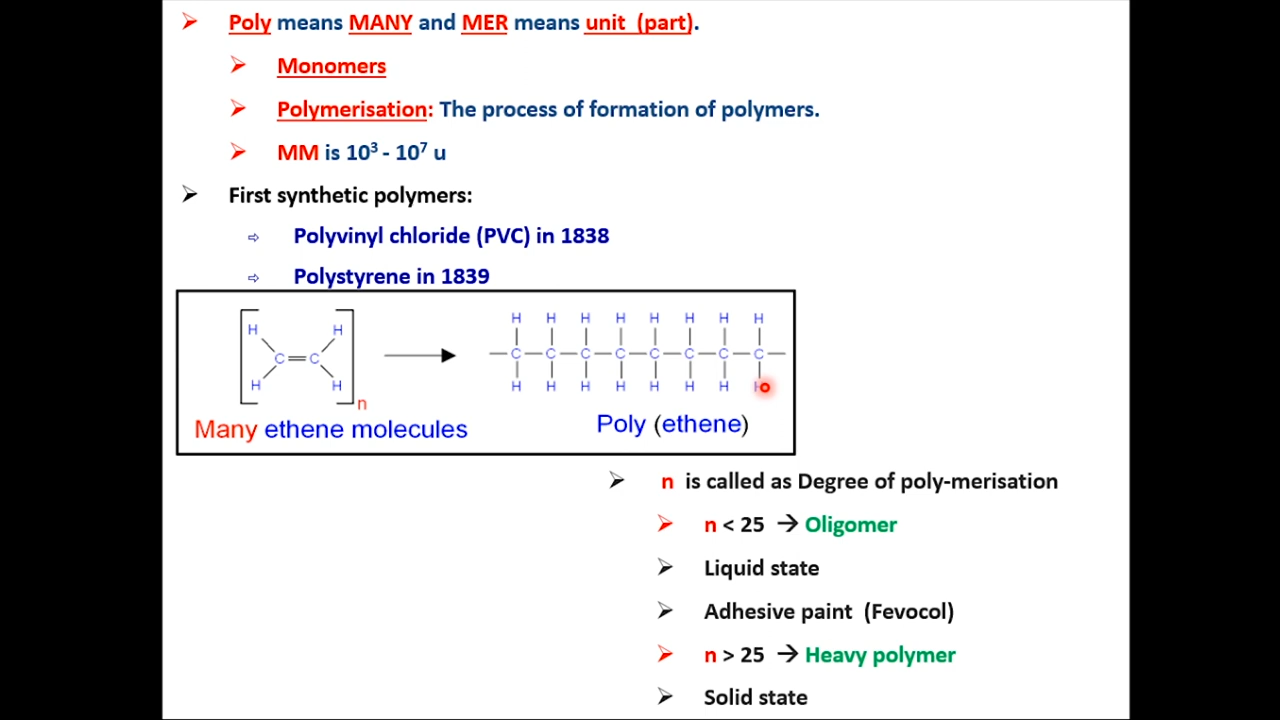 Poly means MANY and MER means unit (part).
Monomers
Polymerisation: The process of formation of polymers.
MM is 10³ - 10⁷ u
First synthetic polymers:
Polyvinyl chloride (PVC) in 1838
Polystyrene in 1839
H H H H H H H H H H
C = C C C C C C C C C
H H H H H H H H H H
n
Many ethene molecules
Poly (ethene)
n is called as Degree of poly-merisation
n < 25 → Oligomer
Liquid state
Adhesive paint (Fevocol)
n > 25 → Heavy polymer
Solid state